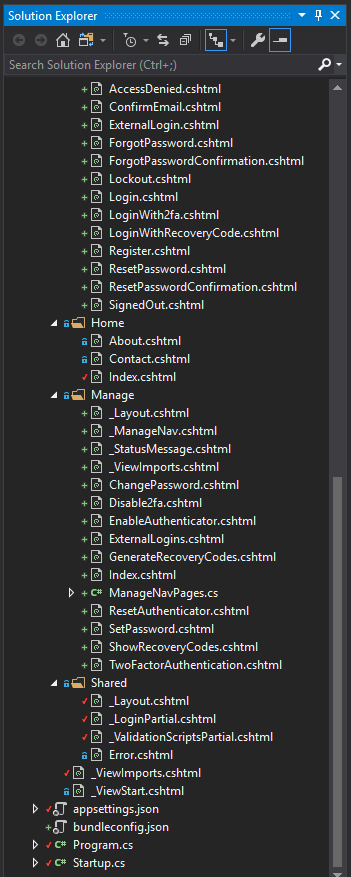 Solution Explorer
Search Solution Explorer (Ctrl+;)
AccessDenied.cshtml
ConfirmEmail.cshtml
ExternalLogin.cshtml
ForgotPassword.cshtml
ForgotPasswordConfirmation.cshtml
Lockout.cshtml
Login.cshtml
LoginWith2fa.cshtml
LoginWithRecoveryCode.cshtml
Register.cshtml
ResetPassword.cshtml
ResetPasswordConfirmation.cshtml
SignedOut.cshtml
Home
About.cshtml
Contact.cshtml
Index.cshtml
Manage
_Layout.cshtml
_ManageNav.cshtml
_StatusMessage.cshtml
_ViewImports.cshtml
ChangePassword.cshtml
Disable2fa.cshtml
EnableAuthenticator.cshtml
ExternalLogins.cshtml
GenerateRecoveryCodes.cshtml
Index.cshtml
C# ManageNavPages.cs
ResetAuthenticator.cshtml
SetPassword.cshtml
ShowRecoveryCodes.cshtml
TwoFactorAuthentication.cshtml
Shared
_Layout.cshtml
_LoginPartial.cshtml
_ValidationScriptsPartial.cshtml
Error.cshtml
_ViewImports.cshtml
_ViewStart.cshtml
appsettings.json
bundleconfig.json
C# Program.cs
C# Startup.cs